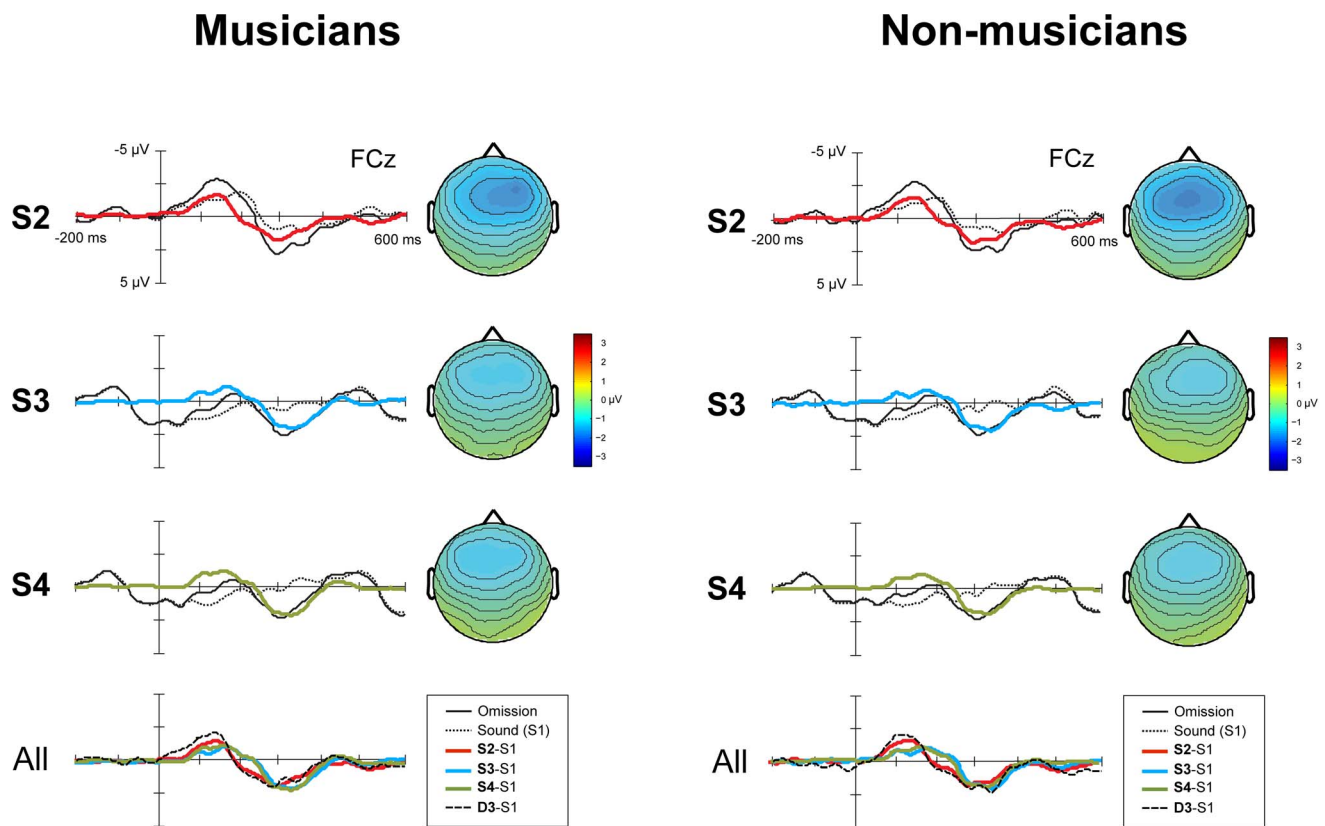 Musicians
Non-musicians
-5 µV
FCz
S2
-200 ms
600 ms
5 µV
-5 µV
FCz
S2
-200 ms
600 ms
5 µV
S3
3
2
1
0 µV
−1
−2
−3
S3
3
2
1
0 µV
−1
−2
−3
S4
S4
All
Omission
Sound (S1)
S2-S1
S3-S1
S4-S1
D3-S1
All
Omission
Sound (S1)
S2-S1
S3-S1
S4-S1
D3-S1